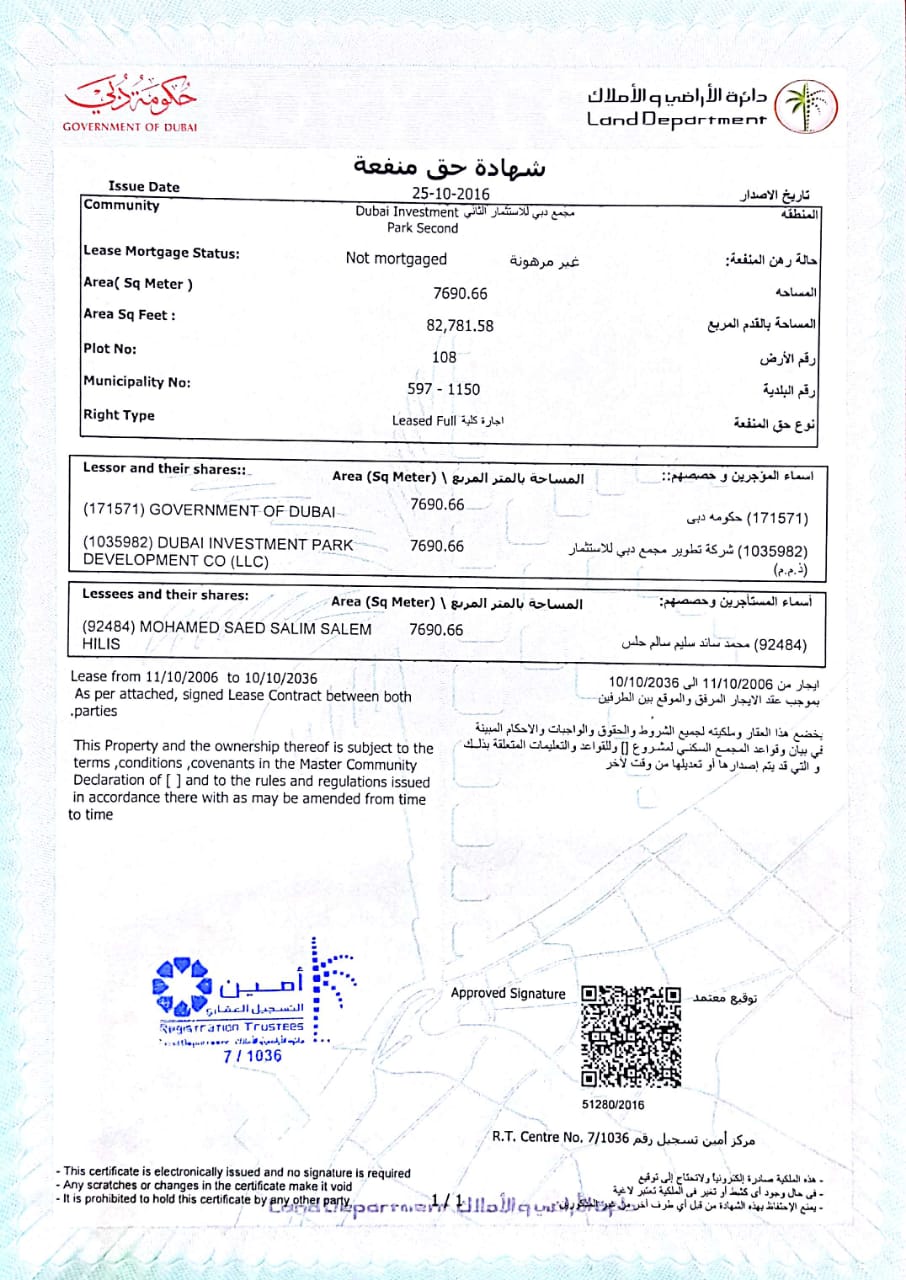 حكومة دبي
GOVERNMENT OF DUBAI
دائرة الأراضي والأملاك
Land Department
شهادة حق منفعة
Issue Date 25-10-2016 تاريخ الاصدار
Community Dubai Investment مجمع دبي للاستثمار الثاني المنطقه
Park Second
Lease Mortgage Status: Not mortgaged غير مرهونة حالة رهن المنفعة:
Area( Sq Meter ) 7690.66 المساحه
Area Sq Feet : 82,781.58 المساحة بالقدم المربع
Plot No: 108 رقم الأرض
Municipality No: 597 - 1150 رقم البلدية
Right Type Leased Full اجارة كلية نوع حق المنفعة
Lessor and their shares:: Area (Sq Meter) \ المساحة بالمتر المربع اسماء المؤجرين و حصصهم::
(171571) GOVERNMENT OF DUBAI 7690.66 (171571) حكومه دبى
(1035982) DUBAI INVESTMENT PARK 7690.66 (1035982) شركة تطوير مجمع دبي للاستثمار
DEVELOPMENT CO (LLC) (ذ.م.م)
Lessees and their shares: Area (Sq Meter) \ المساحة بالمتر المربع أسماء المستأجرين وحصصهم:
(92484) MOHAMED SAED SALIM SALEM 7690.66 (92484) محمد سائد سليم سالم حلس
HILIS
Lease from 11/10/2006 to 10/10/2036
As per attached, signed Lease Contract between both
.parties
ايجار من 11/10/2006 الى 10/10/2036
بموجب عقد الايجار المرفق والموقع بين الطرفين
This Property and the ownership thereof is subject to the
terms ,conditions ,covenants in the Master Community
Declaration of [ ] and to the rules and regulations issued
in accordance there with as may be amended from time
to time
يخضع هذا العقار وملكيته لجميع الشروط والحقوق والواجبات والاحكام المبينة
في بيان وقواعد المجمع السكني لمشروع [] وللقواعد والتعليمات المتعلقة بذلك
و التي قد يتم إصدارها أو تعديلها من وقت لآخر
أمين
التسجيل العقاري
Registration Trustees
7 / 1036
Approved Signature توقيع معتمد
51280/2016
R.T. Centre No. 7/1036 مركز أمين تسجيل رقم
- This certificate is electronically issued and no signature is required
- Any scratches or changes in the certificate make it void
- It is prohibited to hold this certificate by any other party
- هذه الملكية صادرة إلكترونياً ولاتحتاج إلى توقيع
- في حال وجود أى كشط أو تغير فى الملكية تعتبر لاغية
- يمنع الإحتفاظ بهذه الشهادة من قبل أي طرف آخر
1 / 1
Land Department دائرة الأراضي والأملاك